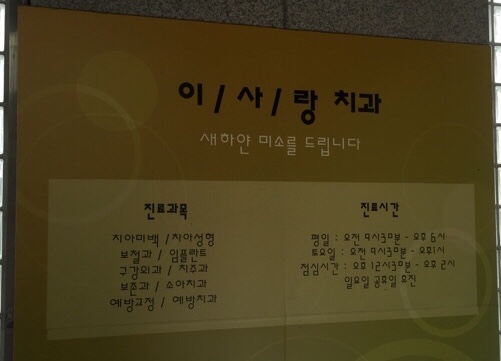 이/사/랑 치과
새하얀 미소를 드립니다
진료과목
치아미백 / 치아성형
보철과 / 임플란트
구강외과 / 치주과
보존과 / 소아치과
예방교정 / 예방치과
진료시간
평일 : 오전 9시30분 - 오후 6시
토요일 : 오전 9시30분 - 오후1시
점심시간 : 오후 12시30분 - 오후 2시
일요일 공휴일 휴진